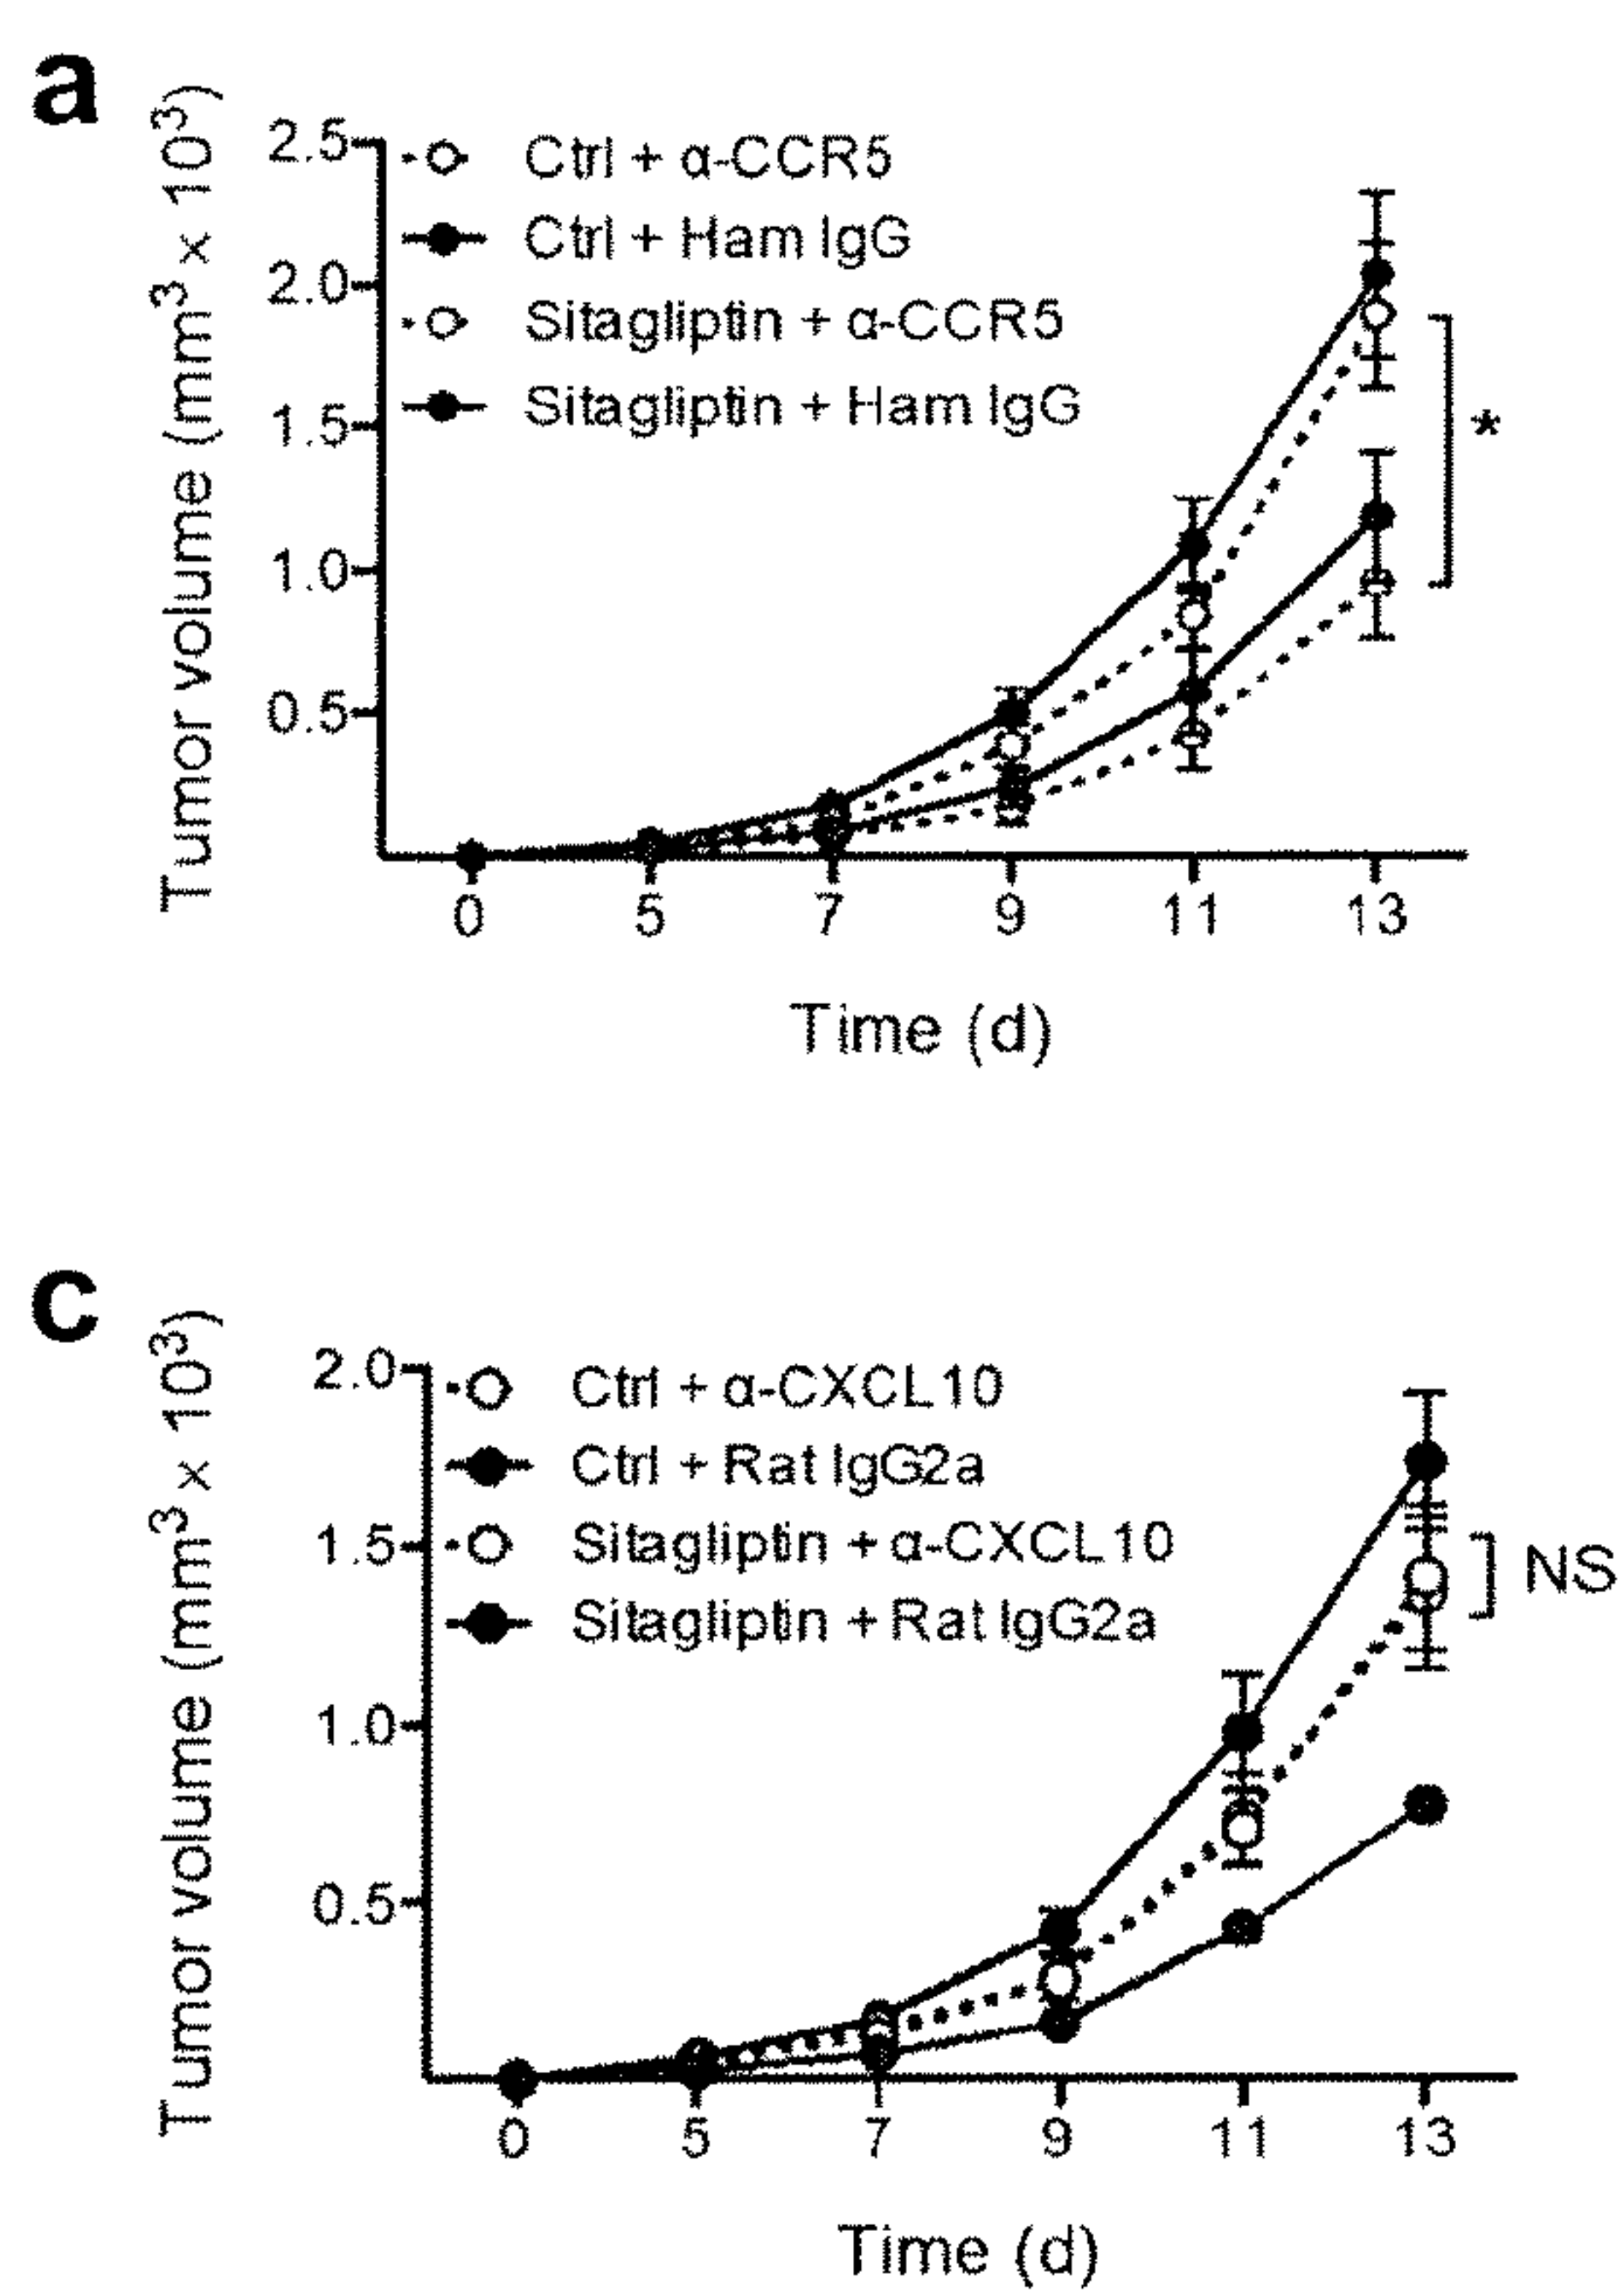 a
Tumor volume (mm³ × 10³)
2.5
2.0
1.5
1.0
0.5
Ctrl + α-CCR5
Ctrl + Ham IgG
Sitagliptin + α-CCR5
Sitagliptin + Ham IgG
*
0 5 7 9 11 13
Time (d)
c
Tumor volume (mm³ × 10³)
2.0
1.5
1.0
0.5
Ctrl + α-CXCL10
Ctrl + Rat IgG2a
Sitagliptin + α-CXCL10
Sitagliptin + Rat IgG2a
NS
0 5 7 9 11 13
Time (d)